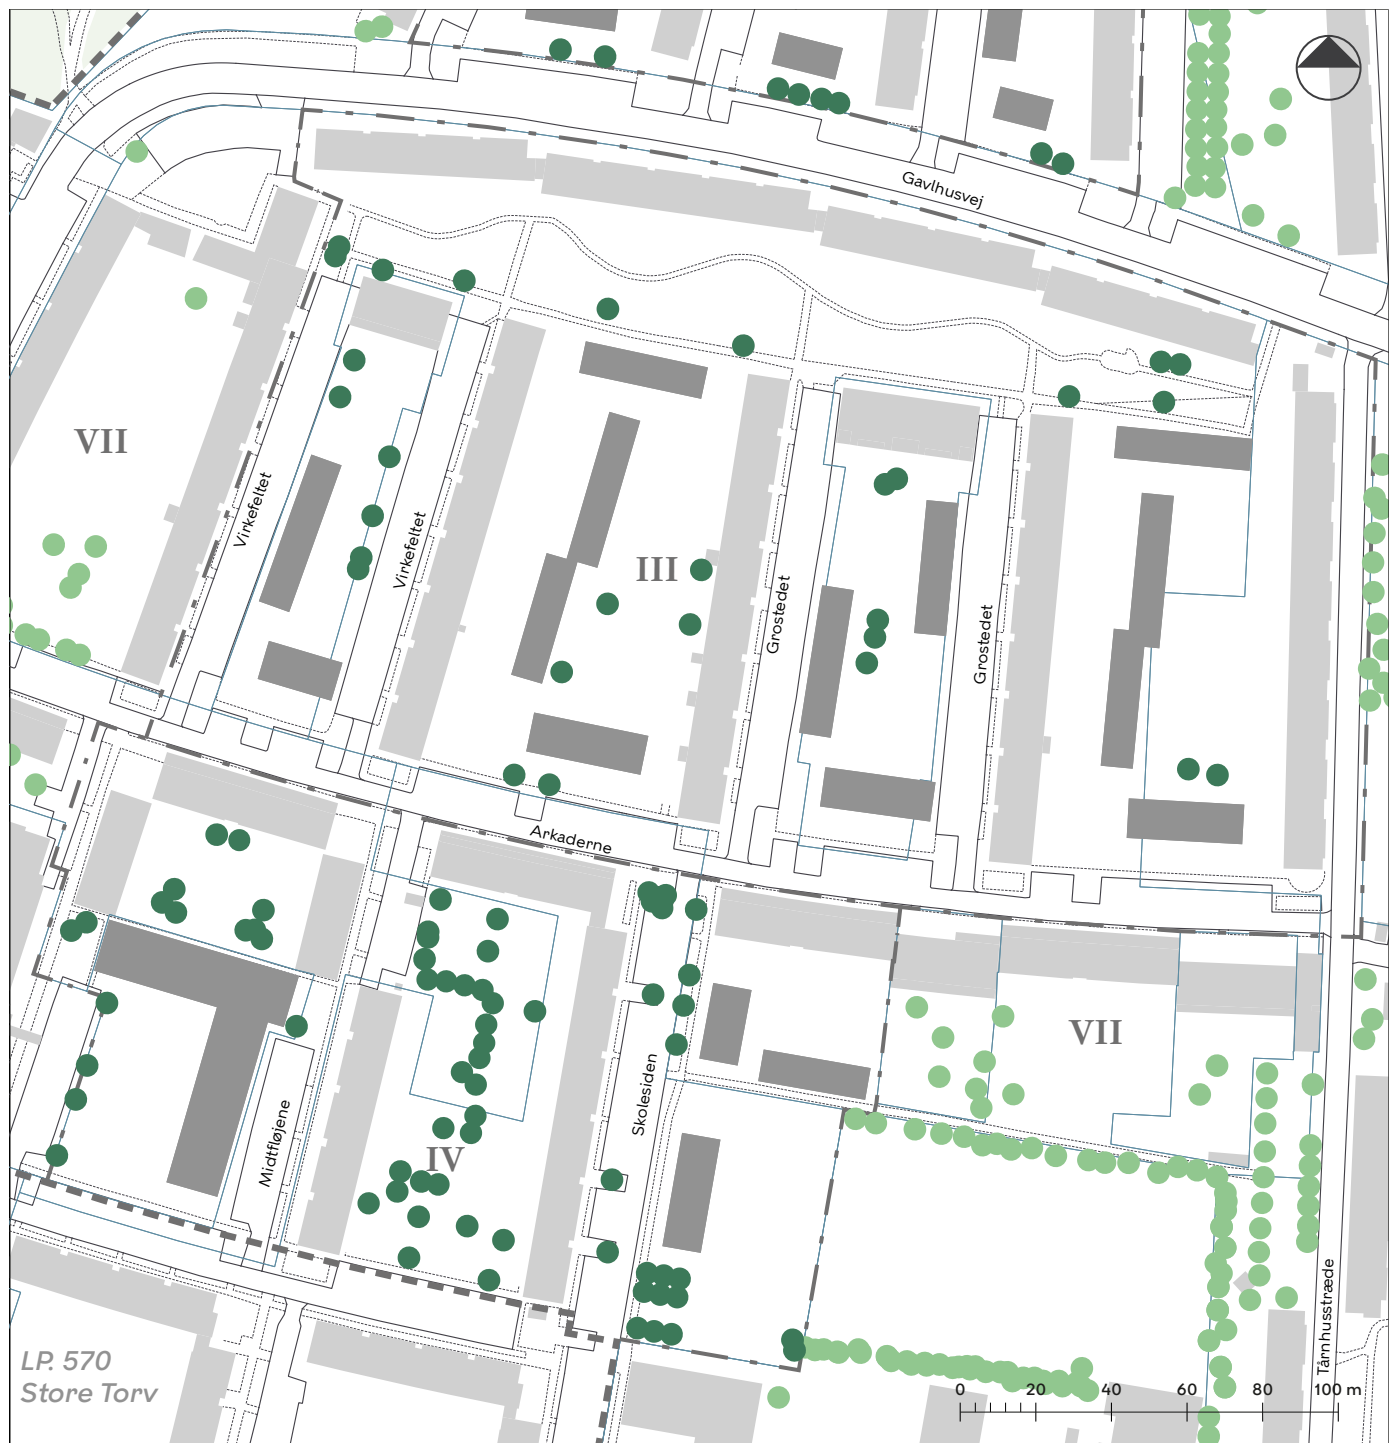 Gavlhusvej
VII
Virkefeltet
Virkefeltet
III
Grostedet
Grostedet
Arkaderne
VII
Skolesiden
Midtfløjene
IV
Tårnhusstræde
LP. 570
Store Torv
0 20 40 60 80 100 m